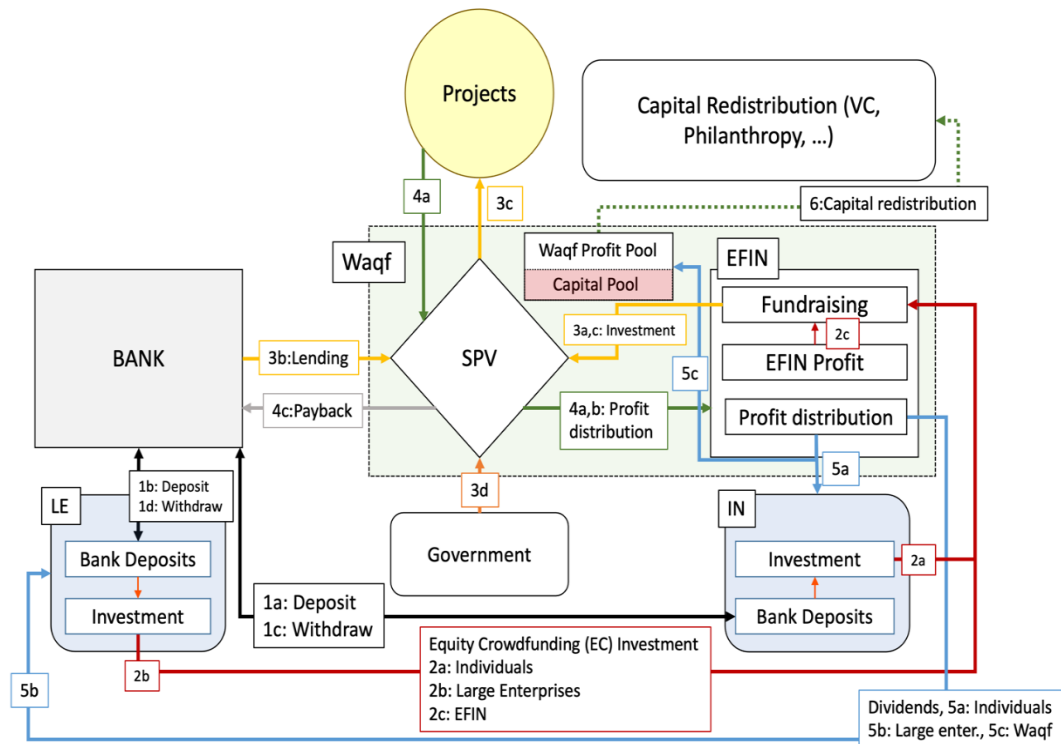 Projects
Capital Redistribution (VC,
Philanthropy, ...)
4a
3c
6:Capital redistribution
Waqf
Waqf Profit Pool
Capital Pool
EFIN
Fundraising
2c
EFIN Profit
Profit distribution
3a,c: Investment
BANK
3b:Lending
SPV
5c
4c:Payback
4a,b: Profit
distribution
5a
3d
Government
1b: Deposit
1d: Withdraw
LE
Bank Deposits
Investment
IN
Investment
Bank Deposits
2a
1a: Deposit
1c: Withdraw
2b
5b
Equity Crowdfunding (EC) Investment
2a: Individuals
2b: Large Enterprises
2c: EFIN
Dividends, 5a: Individuals
5b: Large enter., 5c: Waqf